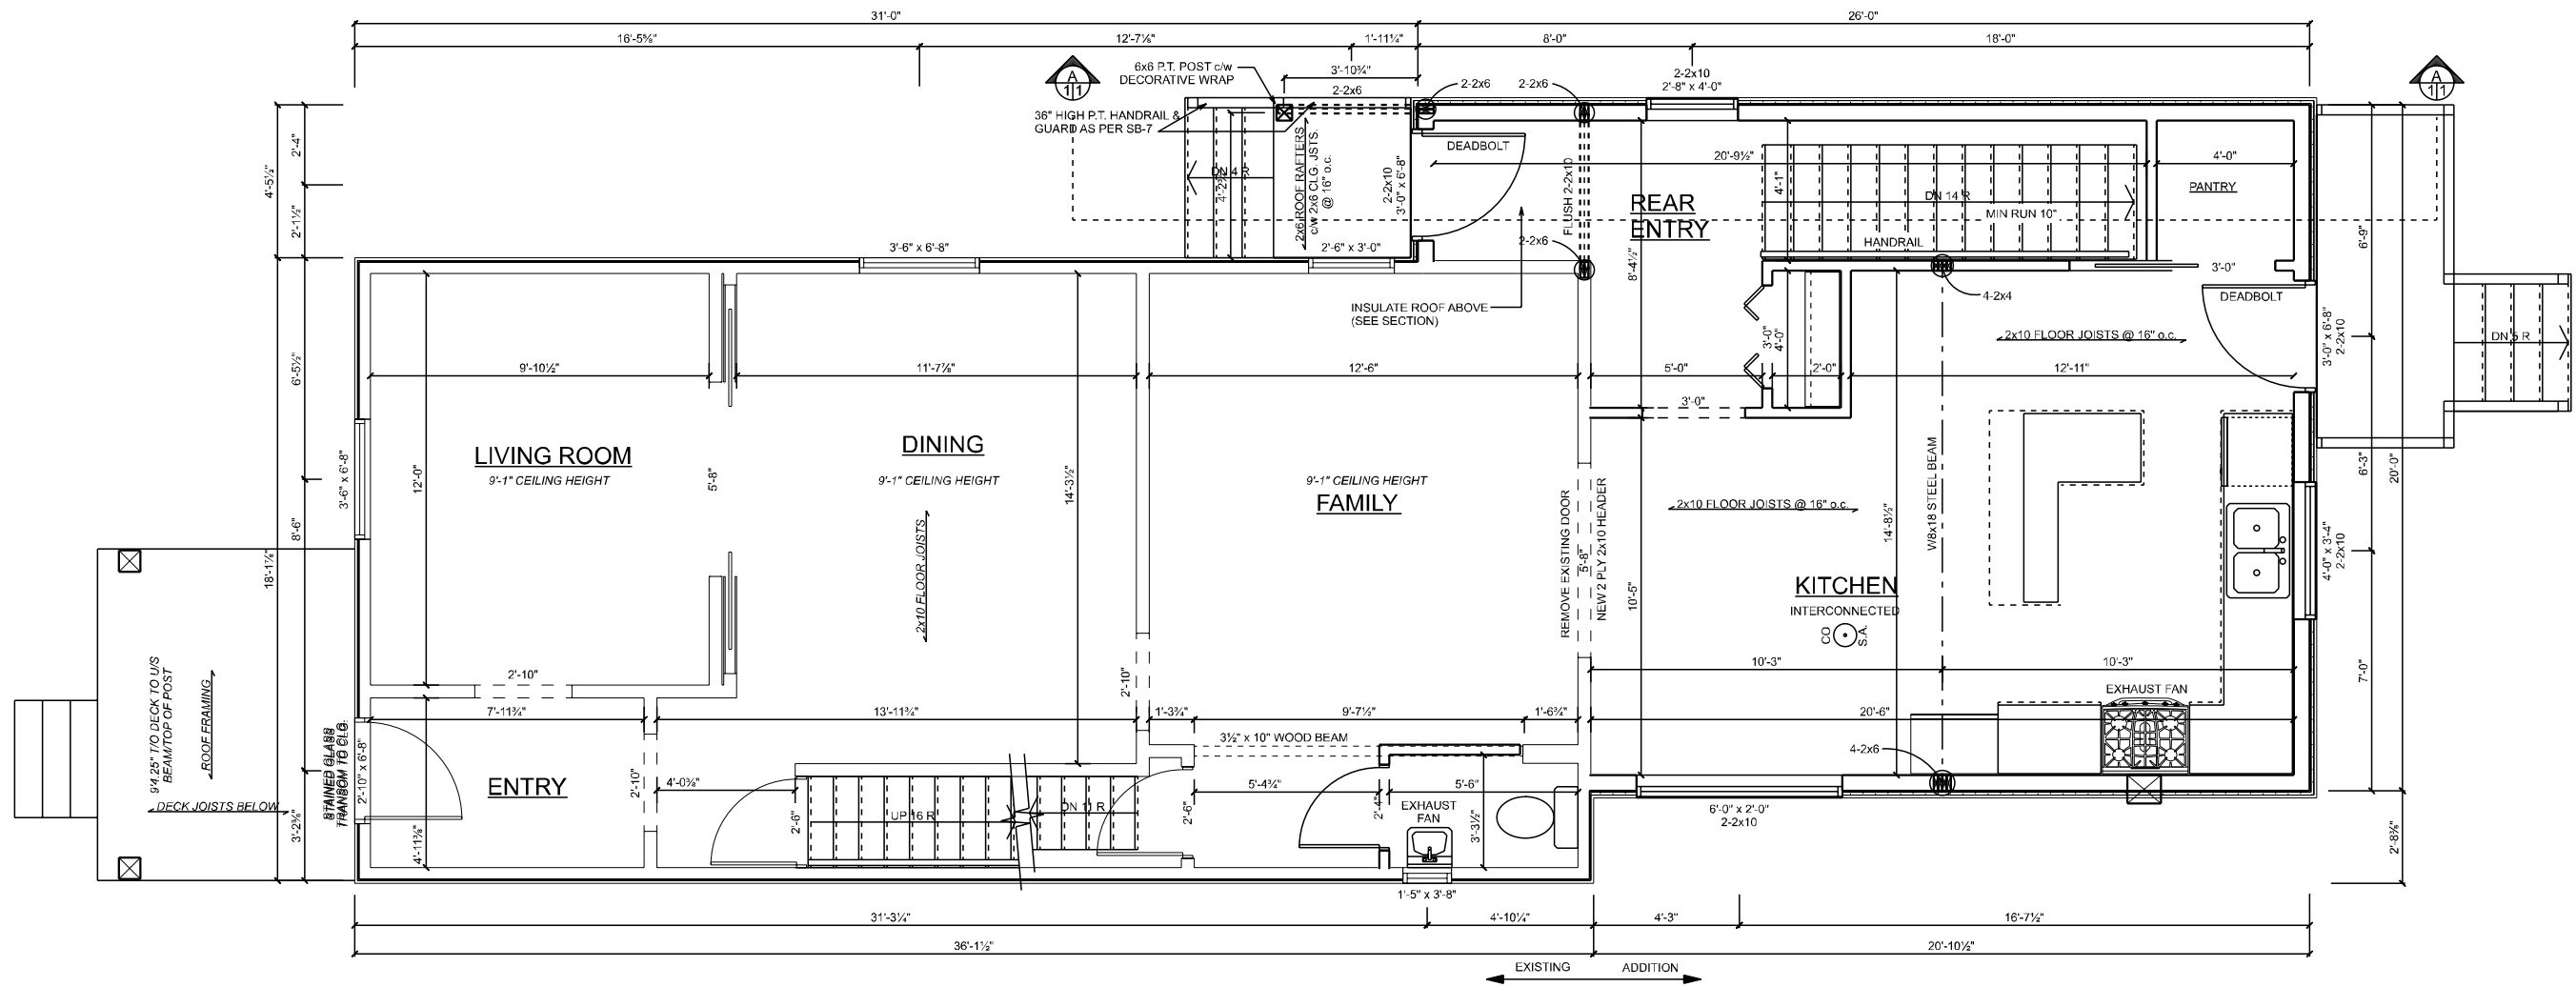 31'-0"
26'-0"
16'-5⅝"
12'-7⅛"
1'-11¼"
8'-0"
18'-0"
6x6 P.T. POST c/w
DECORATIVE WRAP
3'-10¾"
2-2x6
2-2x6
2-2x6
2-2x10
2'-8" x 4'-0"
A
1 1
A
1 1
36" HIGH P.T. HANDRAIL &
GUARD AS PER SB-7
2'-4"
4'-5½"
2'-1½"
DN 4 R
2x6 ROOF RAFTERS
c/w 2x6 CLG. JSTS.
@ 16" o.c.
2-2x10
3'-0" x 6'-8"
DEADBOLT
FLUSH 2-2x10
20'-9½"
4'-0"
PANTRY
4'-1"
REAR
ENTRY
DN 14 R
MIN RUN 10"
HANDRAIL
6'-9"
3'-6" x 6'-8"
2'-6" x 3'-0"
2-2x6
8'-4½"
3'-0"
DEADBOLT
4-2x4
INSULATE ROOF ABOVE
(SEE SECTION)
2x10 FLOOR JOISTS @ 16" o.c.
3'-0" x 6'-8"
2-2x10
DN 5 R
6'-5½"
9'-10½"
11'-7⅞"
12'-6"
5'-0"
3'-0"
4'-0"
2'-0"
12'-11"
3'-0"
LIVING ROOM
9'-1" CEILING HEIGHT
DINING
9'-1" CEILING HEIGHT
9'-1" CEILING HEIGHT
FAMILY
3'-6" x 6'-8"
12'-0"
5'-8"
14'-3½"
2x10 FLOOR JOISTS
REMOVE EXISTING DOOR
5'-8"
NEW 2 PLY 2x10 HEADER
2x10 FLOOR JOISTS @ 16" o.c.
14'-8½"
W8x18 STEEL BEAM
6'-3"
20'-0"
4'-0" x 3'-4"
2-2x10
8'-6"
18'-1⅞"
KITCHEN
INTERCONNECTED
CO
S.A.
10'-5"
7'-0"
9'4.25" T/O DECK TO U/S
BEAM/TOP OF POST
ROOF FRAMING
DECK JOISTS BELOW
STAINED GLASS
TRANSOM TO CLG.
2'-10" x 6'-8"
2'-10"
2'-10"
10'-3"
10'-3"
EXHAUST FAN
7'-11¾"
13'-11¾"
1'-3¾"
9'-7½"
1'-6¾"
20'-6"
3½" x 10" WOOD BEAM
4-2x6
ENTRY
2'-10"
4'-0⅜"
2'-6"
UP 16 R
DN 11 R
2'-6"
5'-4¾"
2'-4"
5'-6"
EXHAUST
FAN
3'-3½"
6'-0" x 2'-0"
2-2x10
3'-2⅝"
4'-11⅜"
2'-8⅜"
1'-5" x 3'-8"
31'-3¼"
4'-10¼"
4'-3"
16'-7½"
36'-1½"
20'-10½"
EXISTING
ADDITION